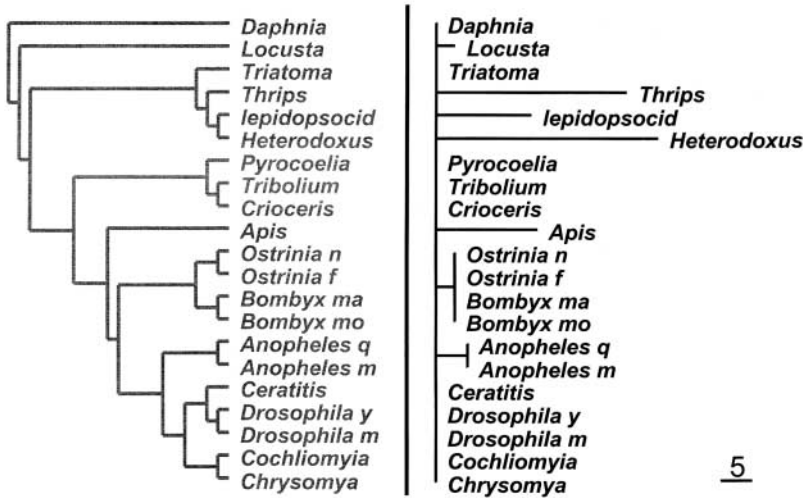 Daphnia
Locusta
Triatoma
Thrips
lepidopsocid
Heterodoxus
Pyrocoelia
Tribolium
Crioceris
Apis
Ostrinia n
Ostrinia f
Bombyx ma
Bombyx mo
Anopheles q
Anopheles m
Ceratitis
Drosophila y
Drosophila m
Cochliomyia
Chrysomya
Daphnia
Locusta
Triatoma
Thrips
lepidopsocid
Heterodoxus
Pyrocoelia
Tribolium
Crioceris
Apis
Ostrinia n
Ostrinia f
Bombyx ma
Bombyx mo
Anopheles q
Anopheles m
Ceratitis
Drosophila y
Drosophila m
Cochliomyia
Chrysomya
5